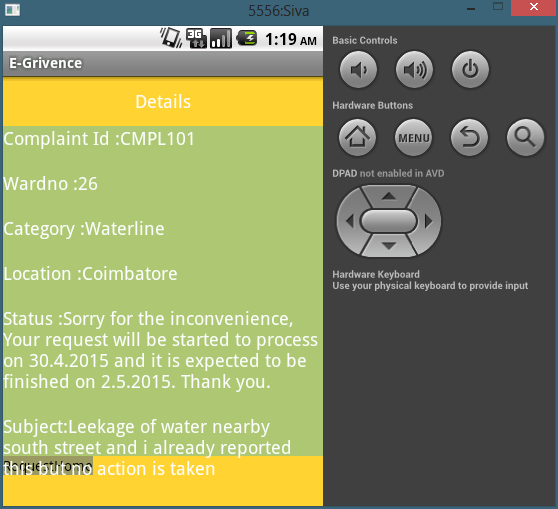 5556:Siva
3G 1:19 AM
E-Grivence
Details
Complaint Id :CMPL101
Wardno :26
Category :Waterline
Location :Coimbatore
Status :Sorry for the inconvenience,
Your request will be started to process
on 30.4.2015 and it is expected to be
finished on 2.5.2015. Thank you.
Subject:Leekage of water nearby
south street and i already reported
this but no action is taken
RequestHome
Basic Controls
Hardware Buttons
MENU
DPAD not enabled in AVD
Hardware Keyboard
Use your physical keyboard to provide input